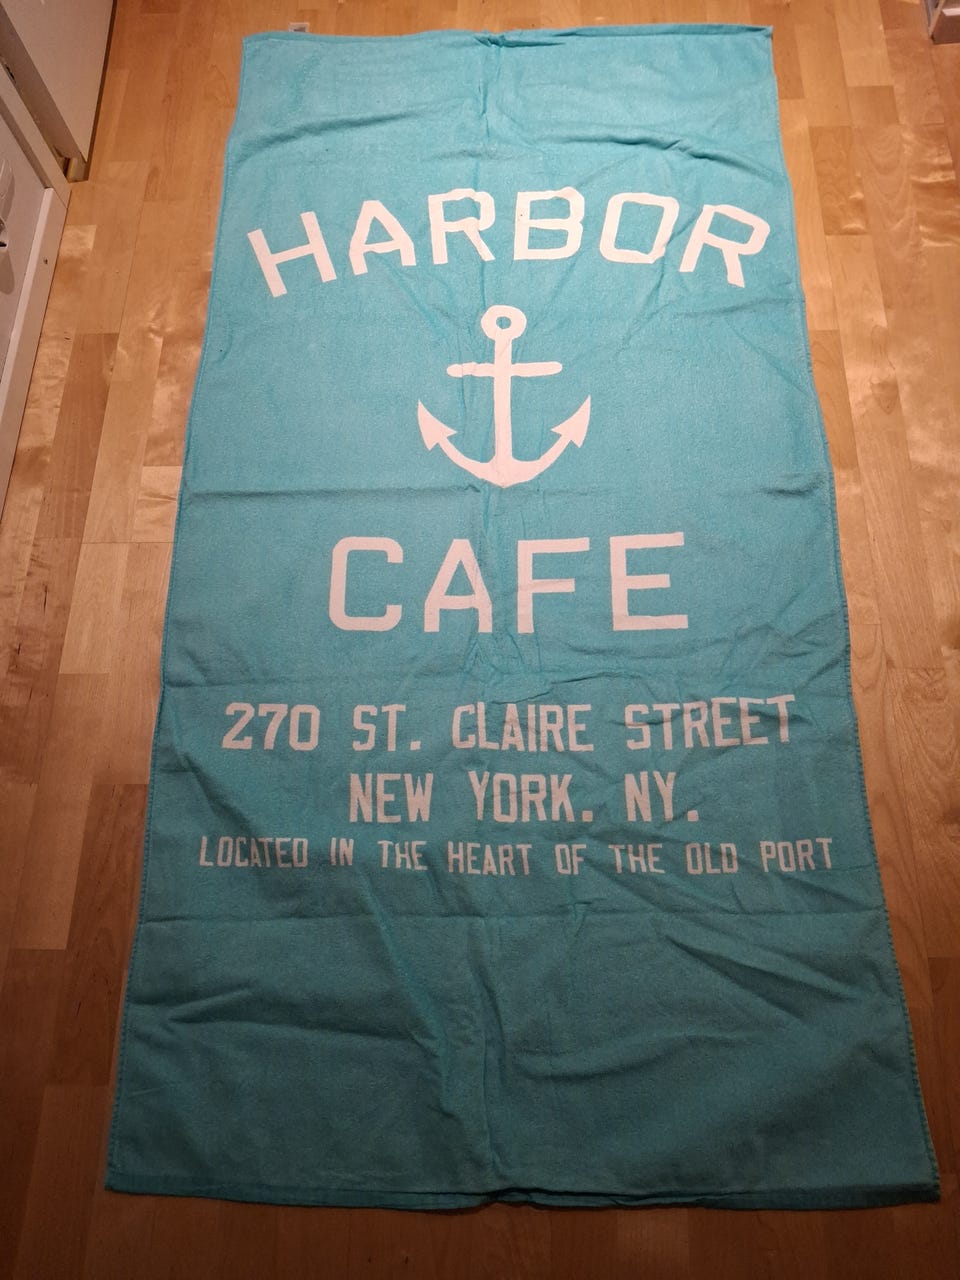 HARBOR
CAFE
270 ST. CLAIRE STREET
NEW YORK. NY.
LOCATED IN THE HEART OF THE OLD PORT